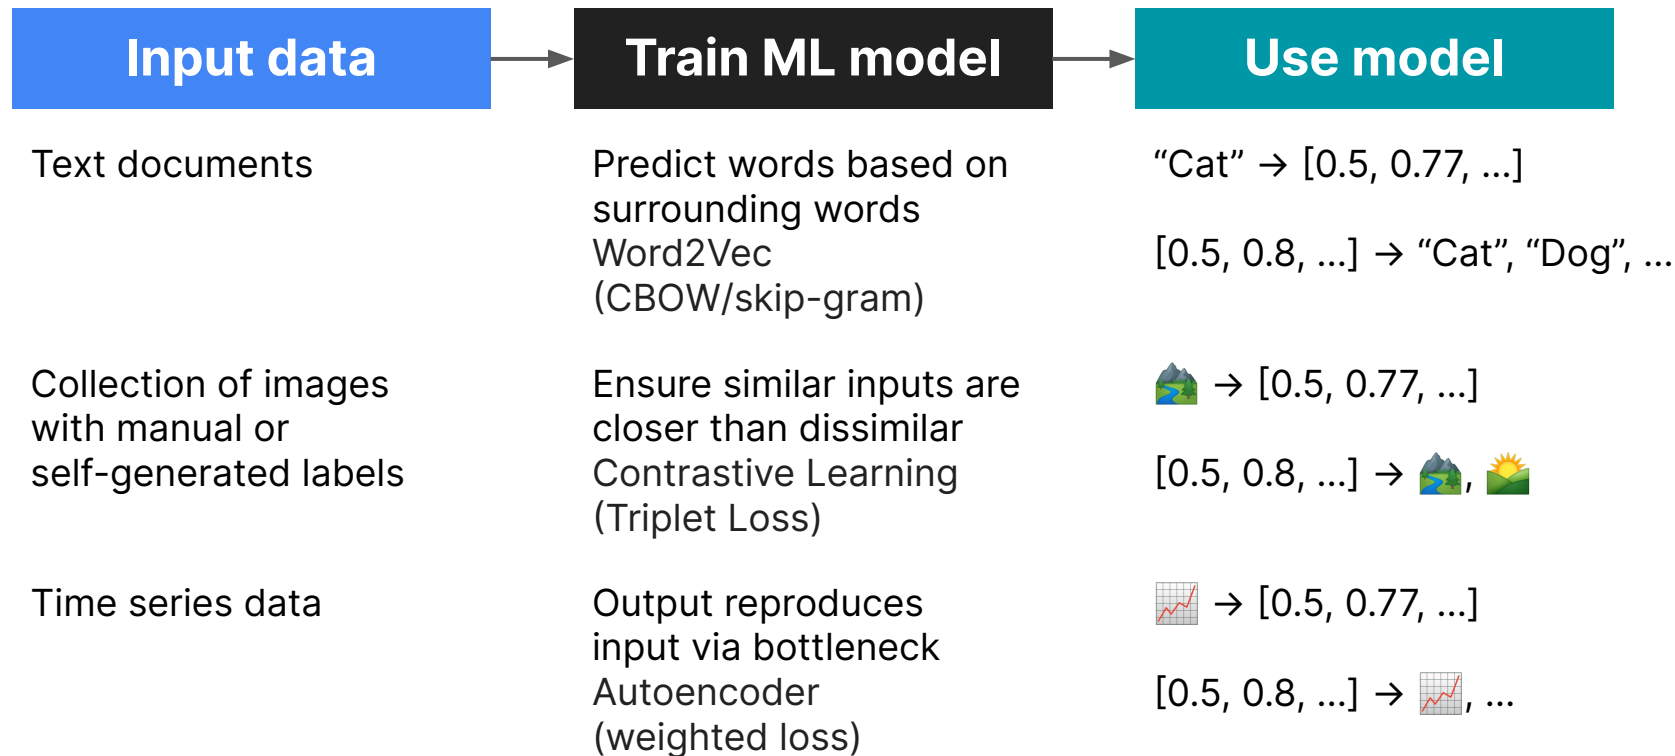 Input data
Train ML model
Use model
Text documents
Predict words based on
surrounding words
Word2Vec
(CBOW/skip-gram)
“Cat” → [0.5, 0.77, ...]
[0.5, 0.8, ...] → “Cat”, “Dog”, ...
Collection of images
with manual or
self-generated labels
Ensure similar inputs are
closer than dissimilar
Contrastive Learning
(Triplet Loss)
→ [0.5, 0.77, ...]
[0.5, 0.8, ...] → ,
Time series data
Output reproduces
input via bottleneck
Autoencoder
(weighted loss)
→ [0.5, 0.77, ...]
[0.5, 0.8, ...] → , ...